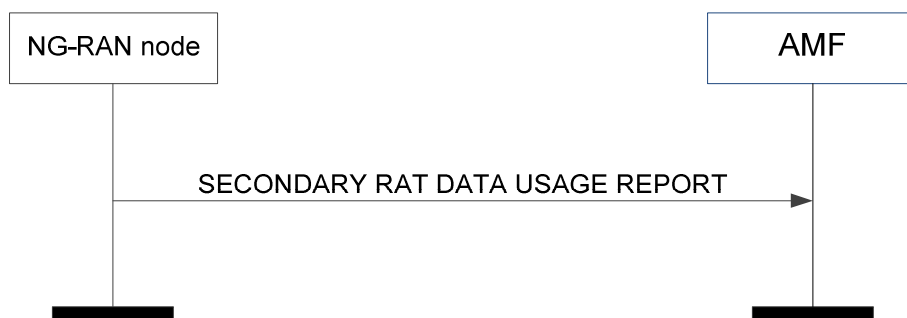 NG-RAN node
AMF
SECONDARY RAT DATA USAGE REPORT